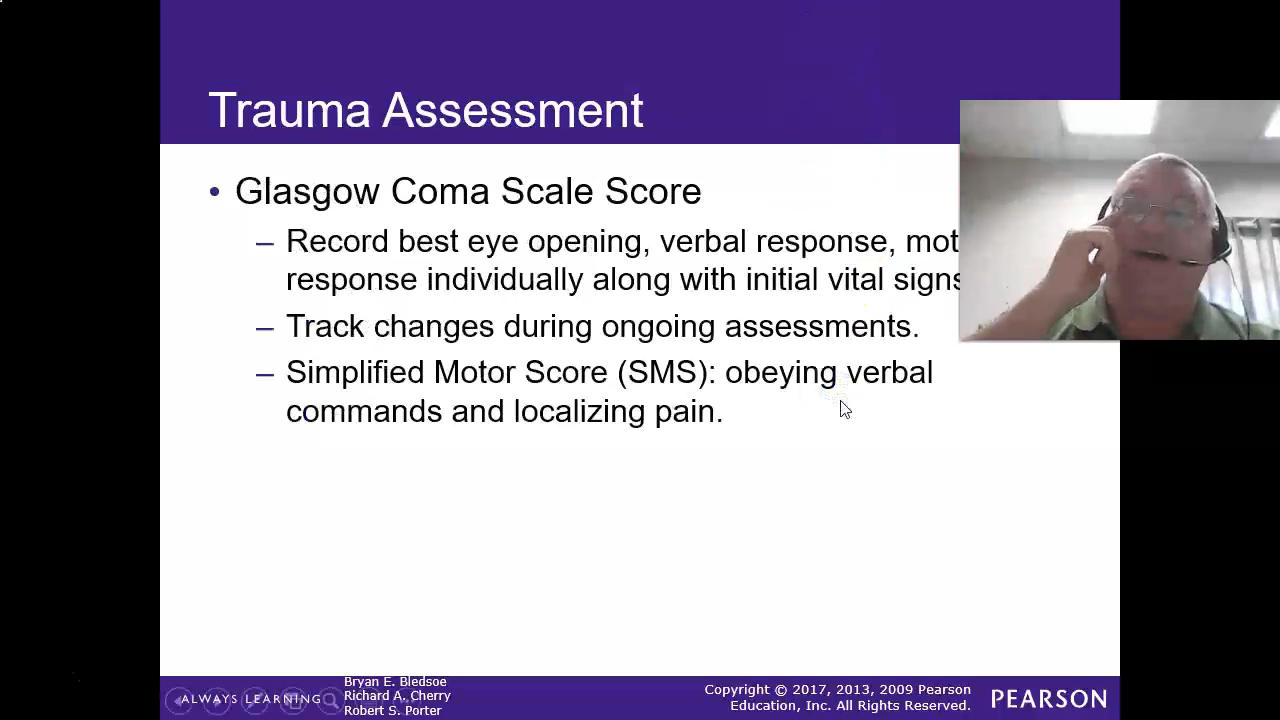 Trauma Assessment
• Glasgow Coma Scale Score
– Record best eye opening, verbal response, mot
response individually along with initial vital signs
– Track changes during ongoing assessments.
– Simplified Motor Score (SMS): obeying verbal
commands and localizing pain.
ALWAYS LEARNING
Bryan E. Bledsoe
Richard A. Cherry
Robert S. Porter
Copyright © 2017, 2013, 2009 Pearson
Education, Inc. All Rights Reserved.
PEARSON